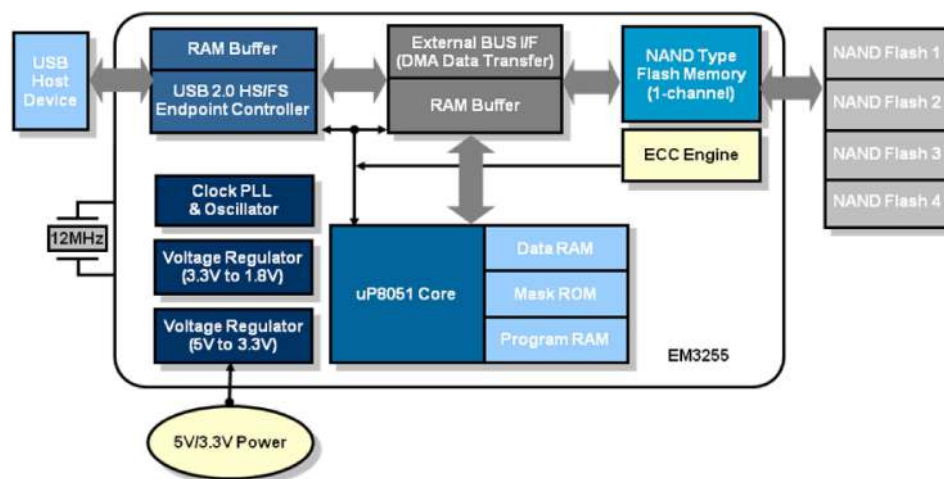 USB
Host
Device
RAM Buffer
USB 2.0 HS/FS
Endpoint Controller
External BUS I/F
(DMA Data Transfer)
RAM Buffer
NAND Type
Flash Memory
(1-channel)
ECC Engine
NAND Flash 1
NAND Flash 2
NAND Flash 3
NAND Flash 4
12MHz
Clock PLL
& Oscillator
Voltage Regulator
(3.3V to 1.8V)
Voltage Regulator
(5V to 3.3V)
uP8051 Core
Data RAM
Mask ROM
Program RAM
EM3255
5V/3.3V Power